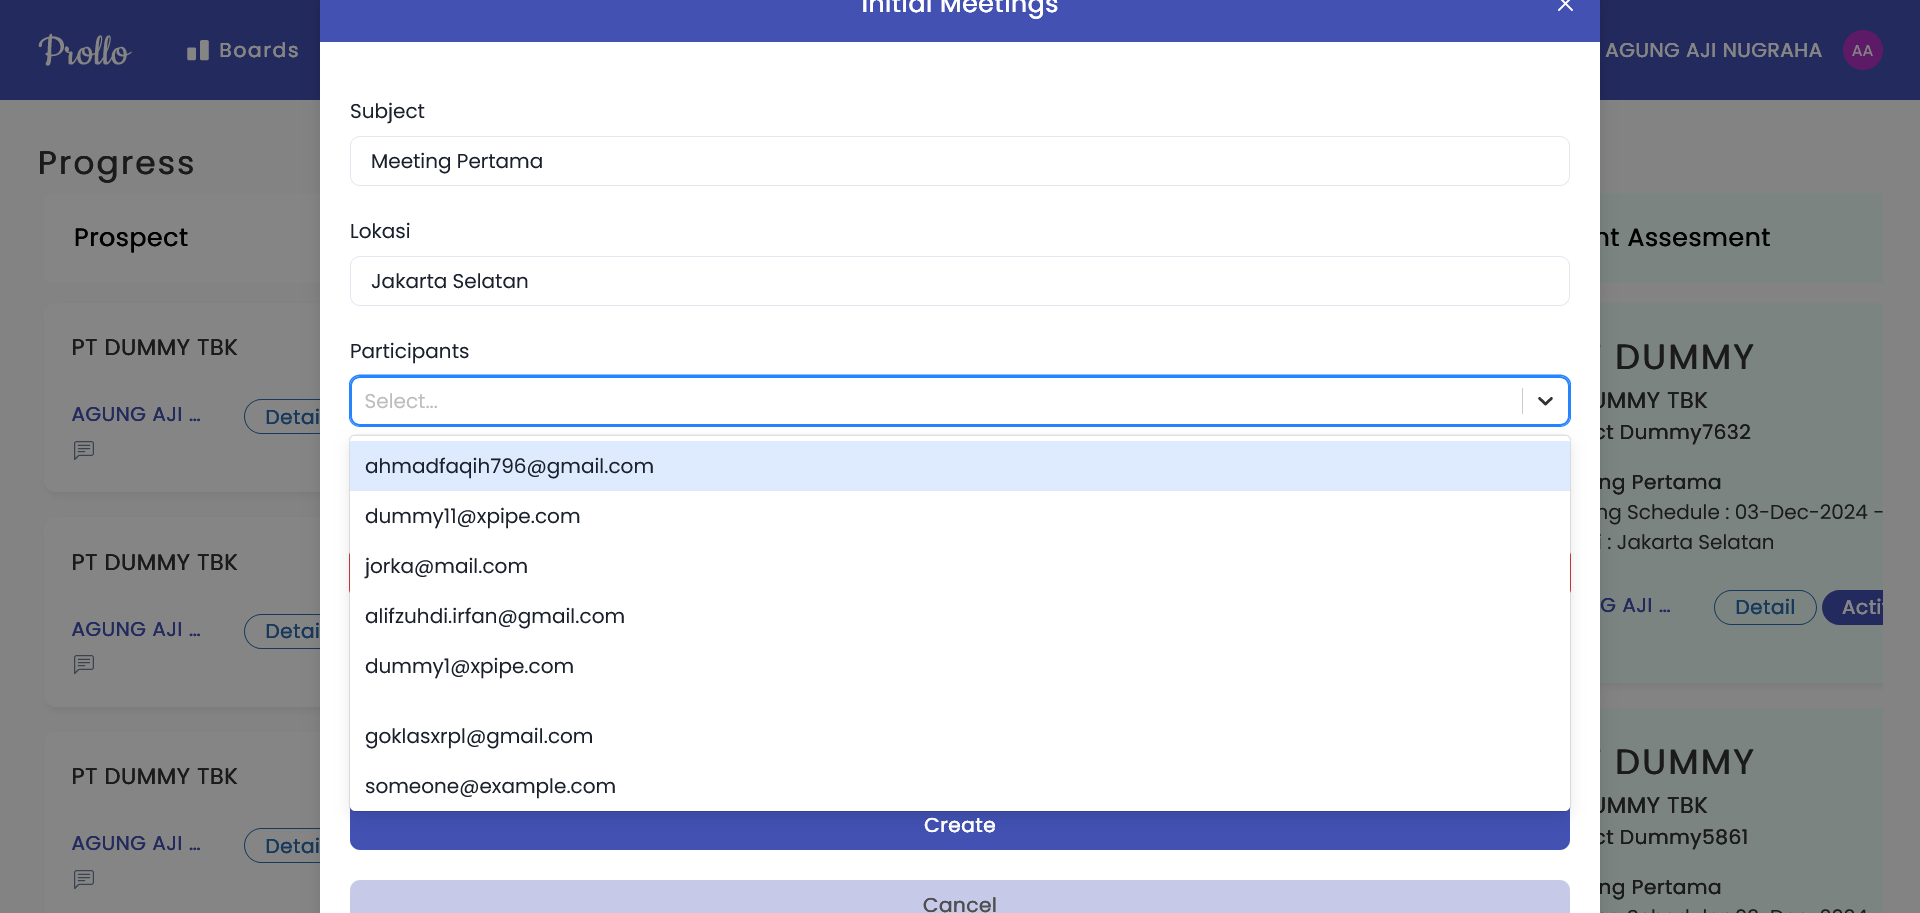 Initial Meetings
Prollo
Boards
AGUNG AJI NUGRAHA
AA
Progress
Prospect
PT DUMMY TBK
AGUNG AJI ...
Detai
PT DUMMY TBK
AGUNG AJI ...
Detai
PT DUMMY TBK
AGUNG AJI ...
Detai
Subject
Meeting Pertama
Lokasi
Jakarta Selatan
Participants
Select...
ahmadfaqih796@gmail.com
dummy11@xpipe.com
jorka@mail.com
alifzuhdi.irfan@gmail.com
dummy1@xpipe.com
goklasxrpl@gmail.com
someone@example.com
Create
Cancel
nt Assesment
DUMMY
UMMY TBK
ct Dummy7632
ng Pertama
ng Schedule : 03-Dec-2024 -
: Jakarta Selatan
G AJI ...
Detail
Acti
DUMMY
UMMY TBK
ct Dummy5861
ng Pertama